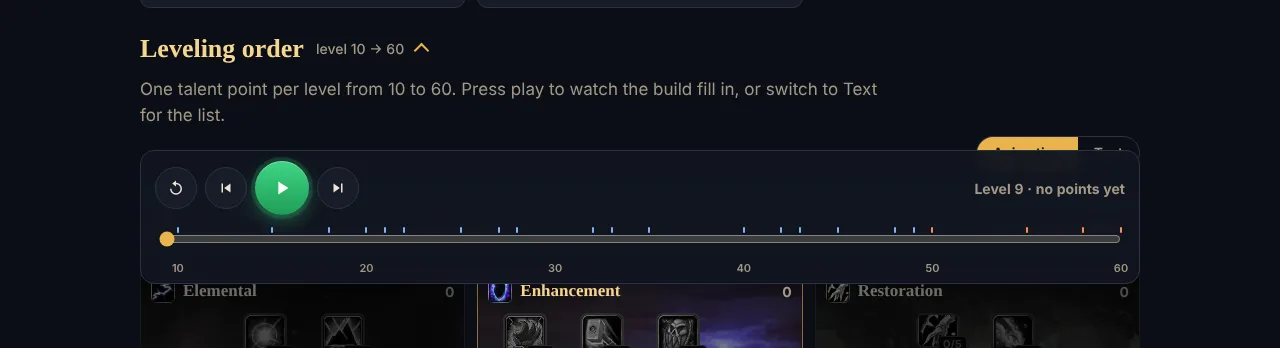 Leveling order level 10 → 60
One talent point per level from 10 to 60. Press play to watch the build fill in, or switch to Text
for the list.
Level 9 · no points yet
10 20 30 40 50 60
Elemental 0 Enhancement 0 Restoration 0
0/5